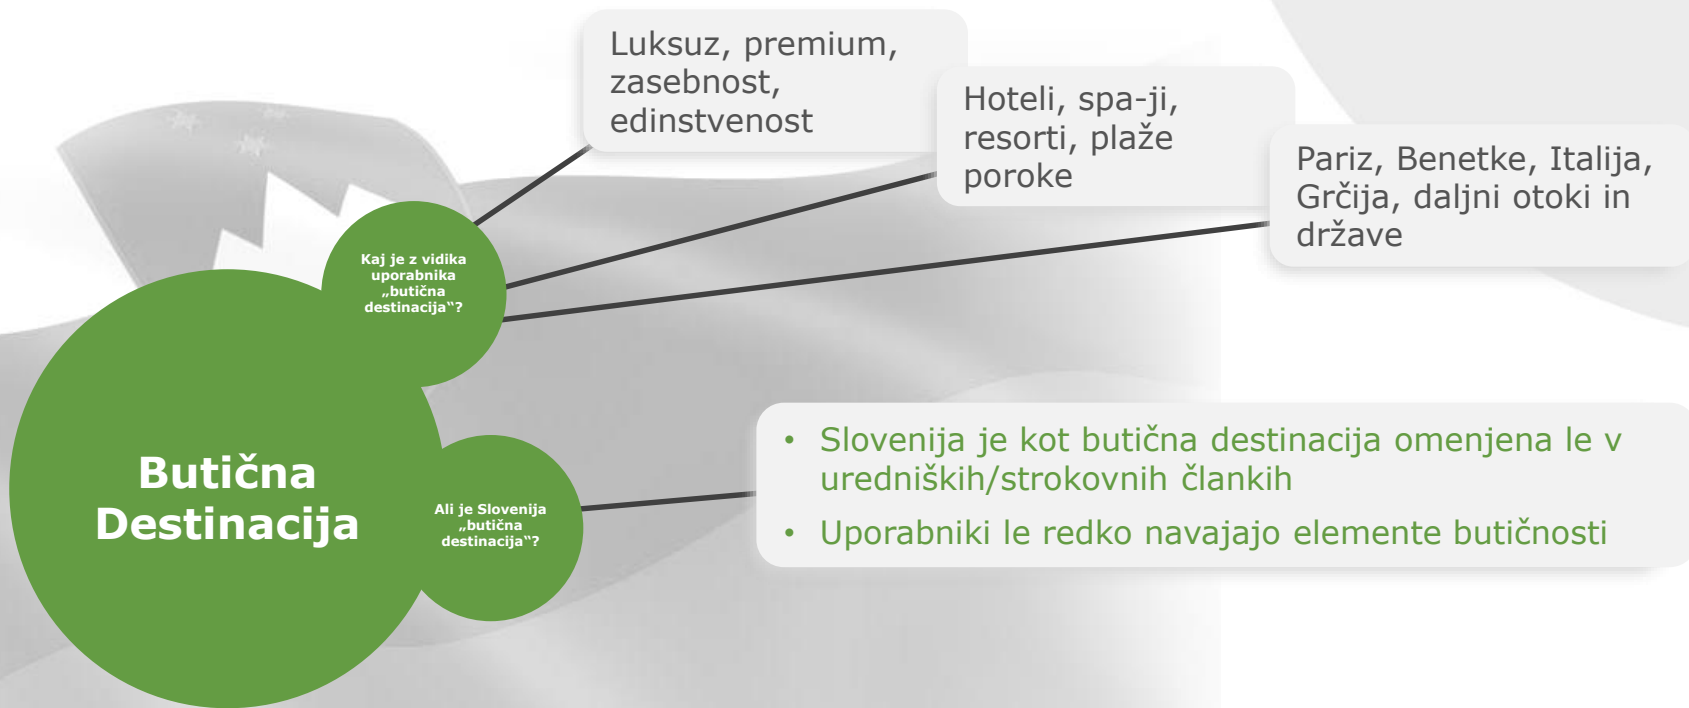 Luksuz, premium,
zasebnost,
edinstvenost
Hoteli, spa-ji,
resorti, plaže
poroke
Pariz, Benetke, Italija,
Grčija, daljni otoki in
države
Kaj je z vidika
uporabnika
„butična
destinacija“?
Butična
Destinacija
Ali je Slovenija
„butična
destinacija“?
• Slovenija je kot butična destinacija omenjena le v
uredniških/strokovnih člankih
• Uporabniki le redko navajajo elemente butičnosti